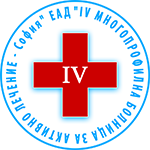 "IV МНОГОПРОФИЛНА БОЛНИЦА ЗА АКТИВНО ЛЕЧЕНИЕ - София" ЕАД
IV